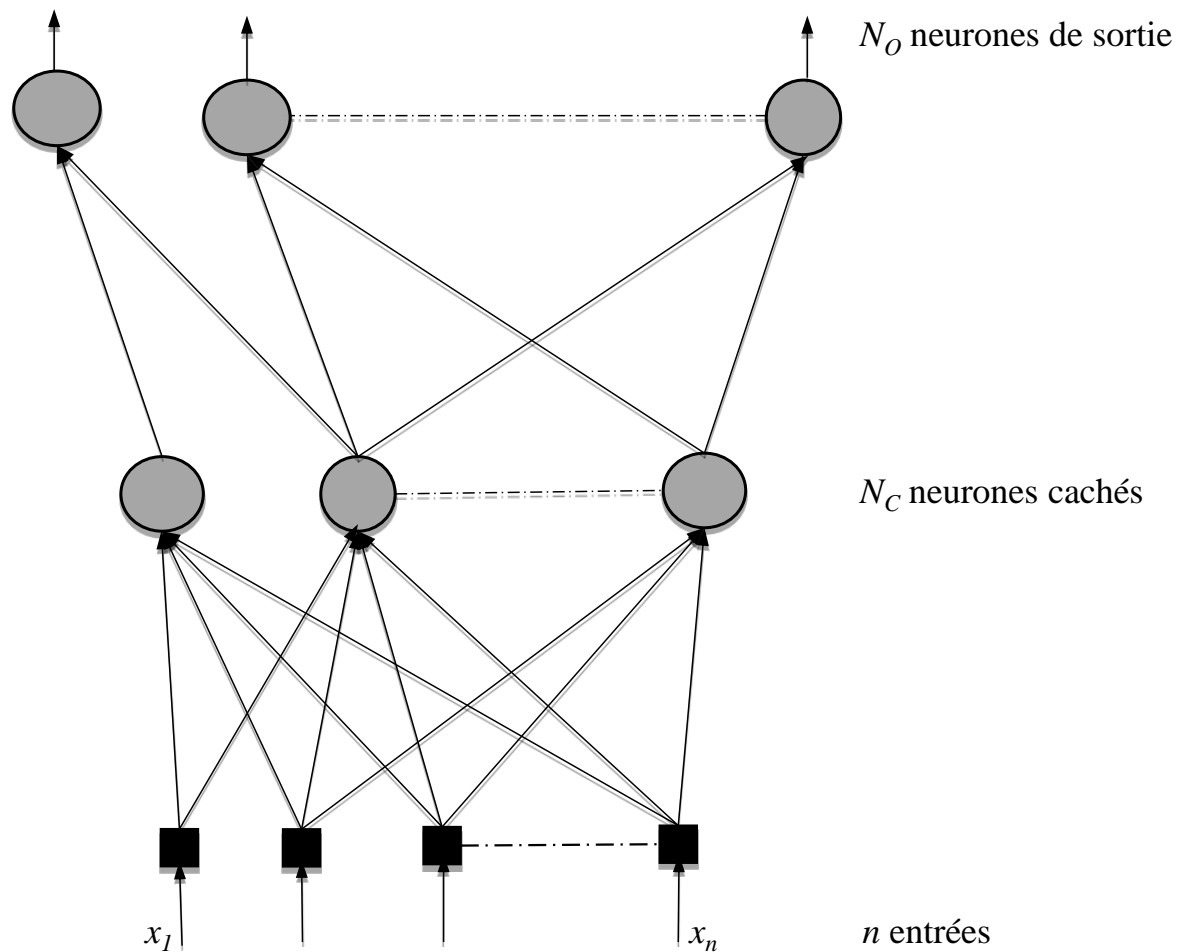 N_O neurones de sortie
N_C neurones cachés
x_1
x_n
n entrées